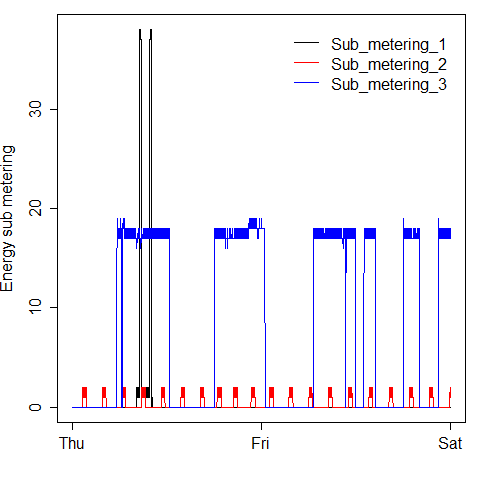 Sub_metering_1
Sub_metering_2
Sub_metering_3
Energy sub metering
30
20
10
0
Thu Fri Sat